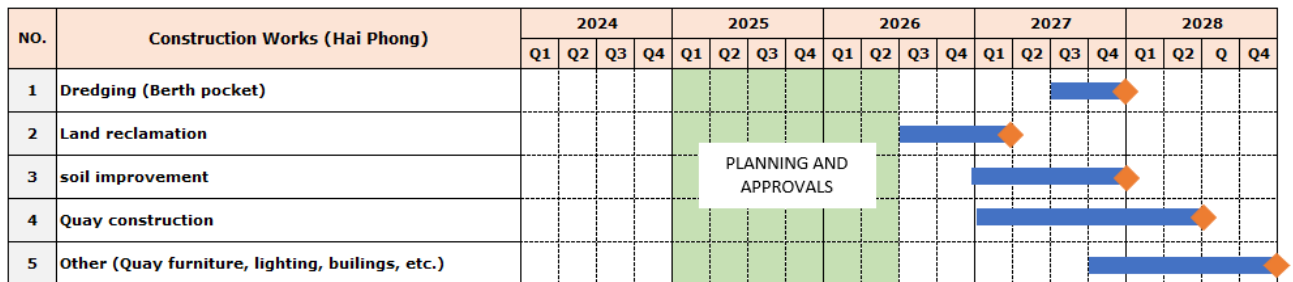 NO. Construction Works (Hai Phong) 2024 2025 2026 2027 2028
Q1 Q2 Q3 Q4 Q1 Q2 Q3 Q4 Q1 Q2 Q3 Q4 Q1 Q2 Q3 Q4 Q1 Q2 Q Q4
1 Dredging (Berth pocket)
2 Land reclamation
PLANNING AND
APPROVALS
3 soil improvement
4 Quay construction
5 Other (Quay furniture, lighting, builings, etc.)